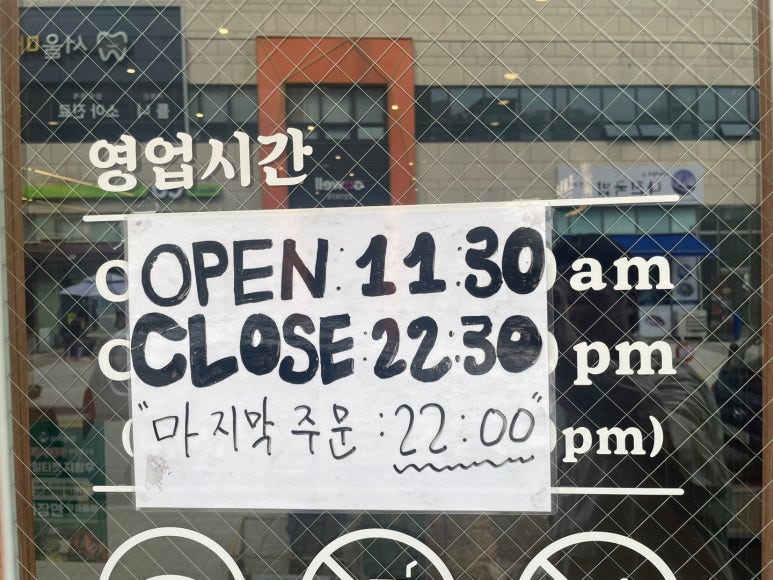 영업시간
OPEN : 11:30 am
CLOSE : 22:30 pm
"마지막 주문 : 22:00" pm)